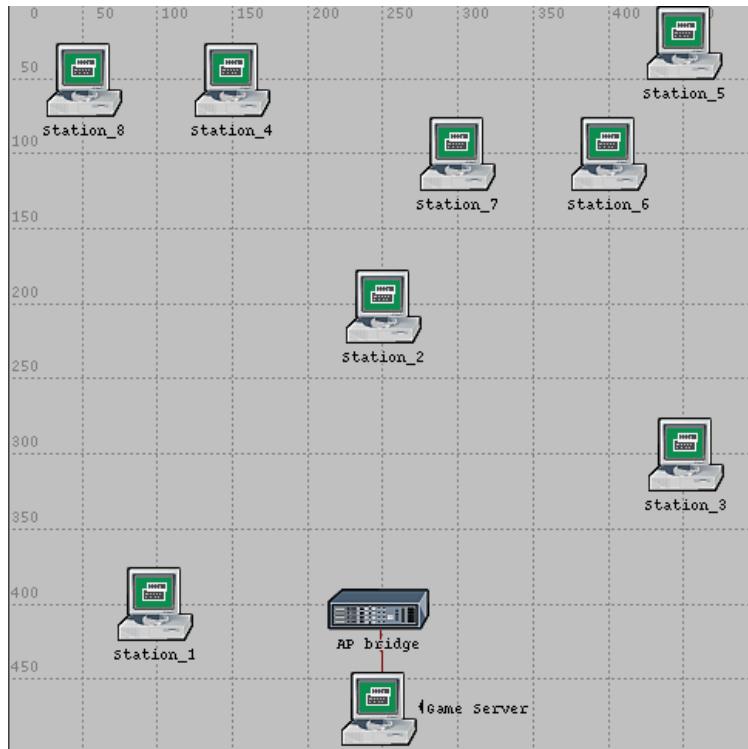 0 50 100 150 200 250 300 350 400
50
Station_5
Station_8 Station_4
100
150
Station_7 Station_6
200
Station_2
250
300
Station_3
350
400
AP bridge
Station_1
450
Game Server